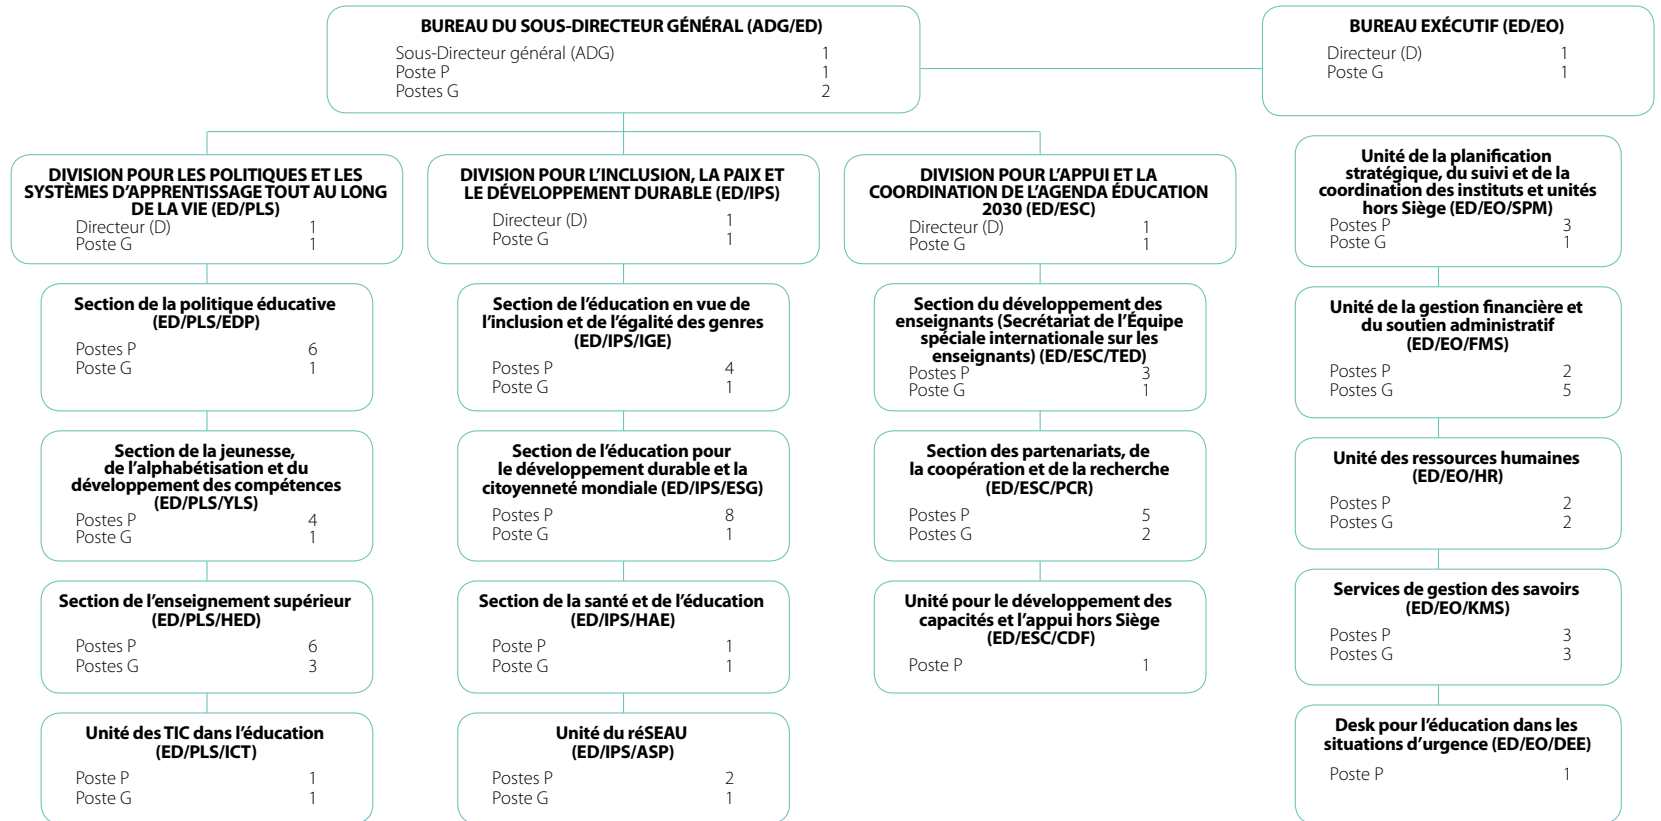 BUREAU DU SOUS-DIRECTEUR GÉNÉRAL (ADG/ED)
Sous-Directeur général (ADG) 1
Poste P 1
Postes G 2
BUREAU EXÉCUTIF (ED/EO)
Directeur (D) 1
Poste G 1
DIVISION POUR LES POLITIQUES ET LES
SYSTÈMES D'APPRENTISSAGE TOUT AU LONG
DE LA VIE (ED/PLS)
Directeur (D) 1
Poste G 1
Section de la politique éducative
(ED/PLS/EDP)
Postes P 6
Poste G 1
Section de la jeunesse,
de l'alphabétisation et du
développement des compétences
(ED/PLS/YLS)
Postes P 4
Poste G 1
Section de l'enseignement supérieur
(ED/PLS/HED)
Postes P 6
Postes G 3
Unité des TIC dans l'éducation
(ED/PLS/ICT)
Poste P 1
Poste G 1
DIVISION POUR L'INCLUSION, LA PAIX ET
LE DÉVELOPPEMENT DURABLE (ED/IPS)
Directeur (D) 1
Poste G 1
Section de l'éducation en vue de
l'inclusion et de l'égalité des genres
(ED/IPS/IGE)
Postes P 4
Poste G 1
Section de l'éducation pour
le développement durable et la
citoyenneté mondiale (ED/IPS/ESG)
Postes P 8
Poste G 1
Section de la santé et de l'éducation
(ED/IPS/HAE)
Poste P 1
Poste G 1
Unité du réSEAU
(ED/IPS/ASP)
Postes P 2
Poste G 1
DIVISION POUR L'APPUI ET LA
COORDINATION DE L'AGENDA ÉDUCATION
2030 (ED/ESC)
Directeur (D) 1
Poste G 1
Section du développement des
enseignants (Secrétariat de l'Équipe
spéciale internationale sur les
enseignants) (ED/ESC/TED)
Postes P 3
Poste G 1
Section des partenariats, de
la coopération et de la recherche
(ED/ESC/PCR)
Postes P 5
Postes G 2
Unité pour le développement des
capacités et l'appui hors Siège
(ED/ESC/CDF)
Poste P 1
Unité de la planification
stratégique, du suivi et de la
coordination des instituts et unités
hors Siège (ED/EO/SPM)
Postes P 3
Poste G 1
Unité de la gestion financière et
du soutien administratif
(ED/EO/FMS)
Postes P 2
Postes G 5
Unité des ressources humaines
(ED/EO/HR)
Postes P 2
Postes G 2
Services de gestion des savoirs
(ED/EO/KMS)
Postes P 3
Postes G 3
Desk pour l'éducation dans les
situations d'urgence (ED/EO/DEE)
Poste P 1